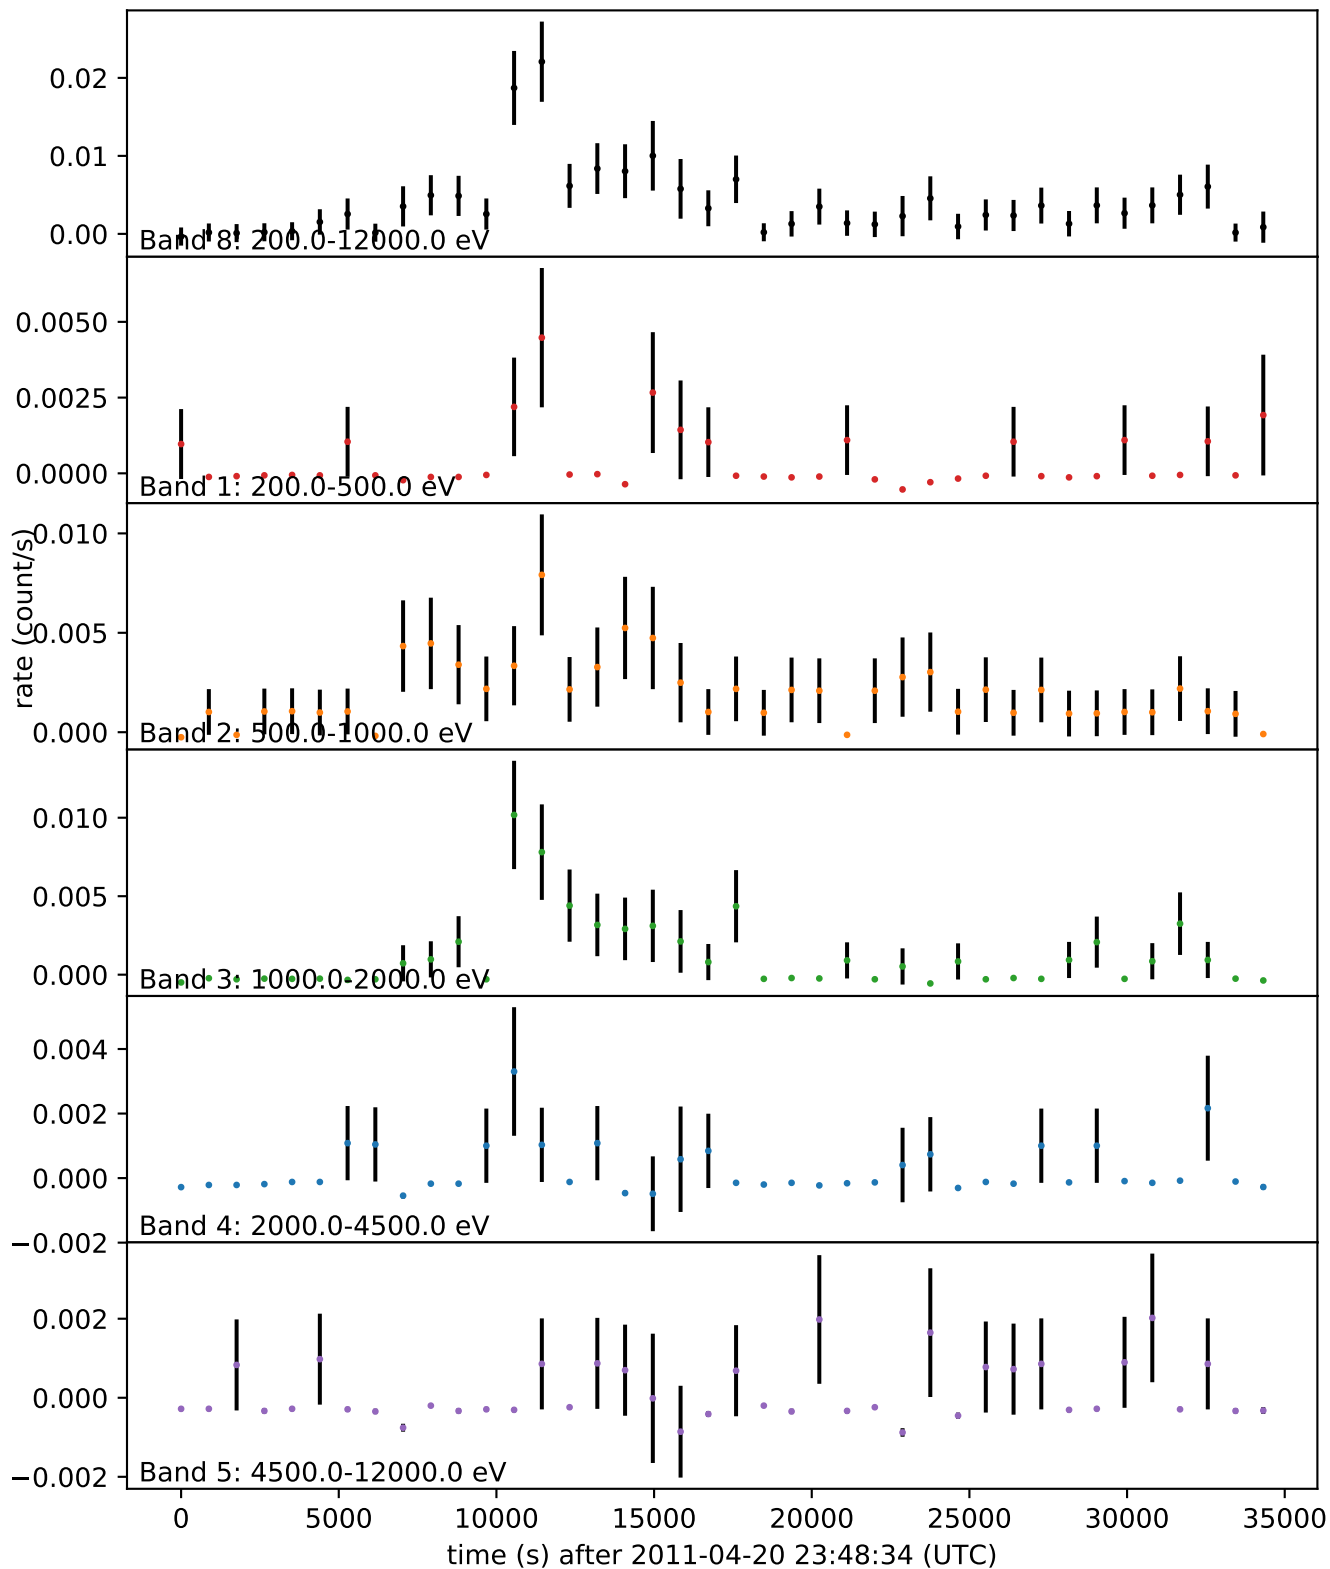 0.02
0.01
0.00
Band 8: 200.0-12000.0 eV
0.0050
0.0025
0.0000
Band 1: 200.0-500.0 eV
rate (count/s)
0.010
0.005
0.000
Band 2: 500.0-1000.0 eV
0.010
0.005
0.000
Band 3: 1000.0-2000.0 eV
0.004
0.002
0.000
−0.002
Band 4: 2000.0-4500.0 eV
0.002
0.000
−0.002
Band 5: 4500.0-12000.0 eV
0 5000 10000 15000 20000 25000 30000 35000
time (s) after 2011-04-20 23:48:34 (UTC)